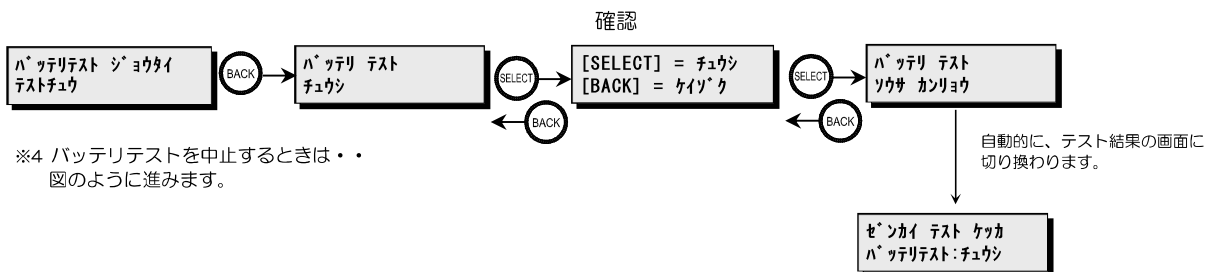 確認
ﾊﾞｯﾃﾘﾃｽﾄ ｼﾞｮｳﾀｲ
ﾃｽﾄﾁｭｳ
BACK
ﾊﾞｯﾃﾘ ﾃｽﾄ
ﾁｭｳｼ
SELECT
BACK
[SELECT] = ﾁｭｳｼ
[BACK] = ｹｲｿﾞｸ
SELECT
BACK
ﾊﾞｯﾃﾘ ﾃｽﾄ
ｿｳｻ ｶﾝﾘｮｳ
※4 バッテリテストを中止するときは・・
図のように進みます。
自動的に、テスト結果の画面に
切り換わります。
ｾﾞﾝｶｲ ﾃｽﾄ ｹｯｶ
ﾊﾞｯﾃﾘﾃｽﾄ:ﾁｭｳｼ